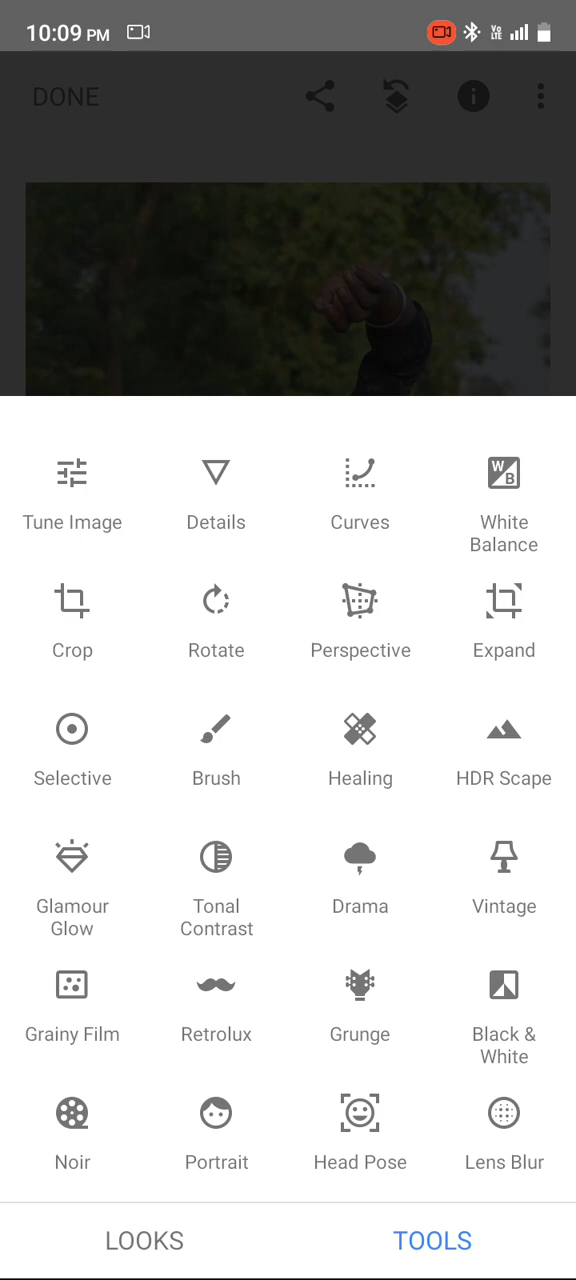 10:09 PM
Vo LTE
DONE
Tune Image
Details
Curves
W B
White Balance
Crop
Rotate
Perspective
Expand
Selective
Brush
Healing
HDR Scape
Glamour Glow
Tonal Contrast
Drama
Vintage
Grainy Film
Retrolux
Grunge
Black & White
Noir
Portrait
Head Pose
Lens Blur
LOOKS
TOOLS